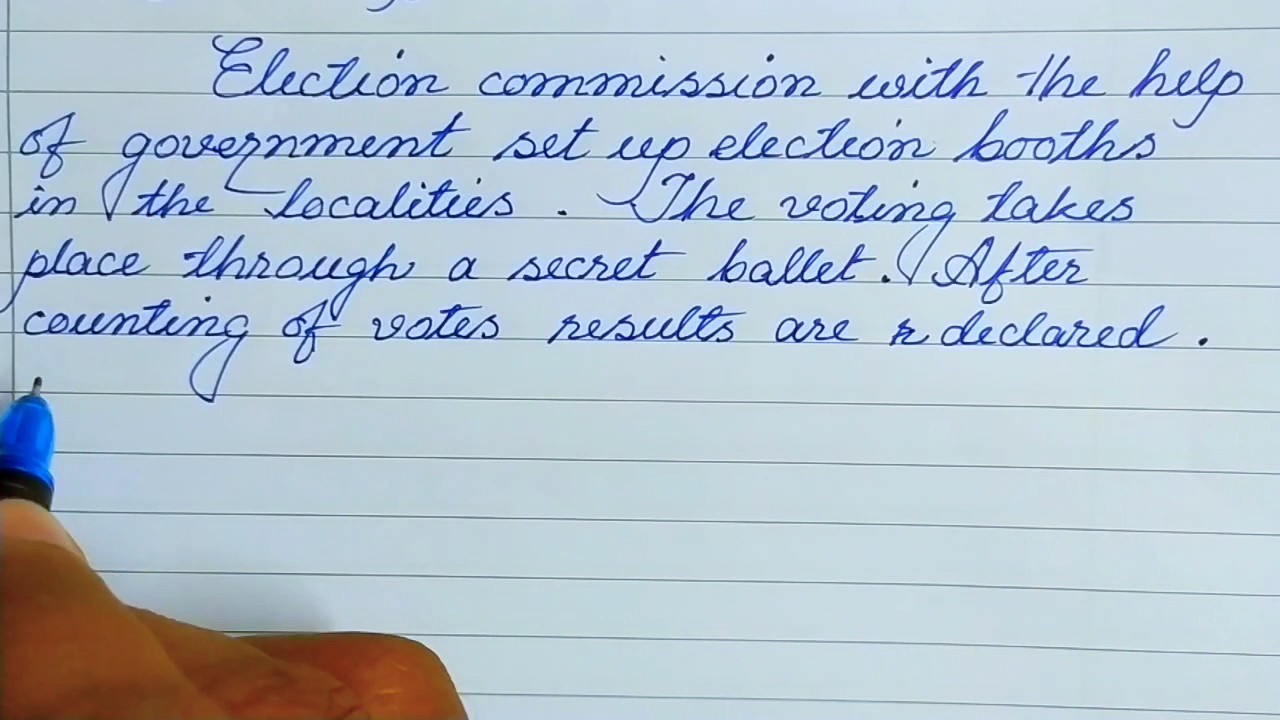 Election commission with the help
of government set up election booths
in the localities. The voting takes
place through a secret ballet. After
counting of votes results are r declared.